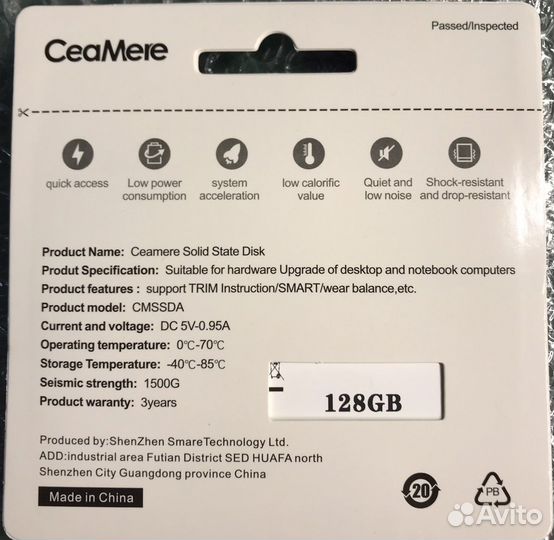 CeaMere
Passed/Inspected
quick access
Low power
consumption
system
acceleration
low calorific
value
Quiet and
low noise
Shock-resistant
and drop-resistant
Product Name: Ceamere Solid State Disk
Produt Specification: Suitable for hardware Upgrade of desktop and notebook computers
Product features : support TRIM Instruction/SMART/wear balance,etc.
Product model: CMSSDA
Current and voltage: DC 5V-0.95A
Operating temperature: 0℃-70℃
Storage Temperature: -40℃-85℃
Seismic strength: 1500G
Product waranty: 3years
128GB
Produced by:ShenZhen SmareTechnology Ltd.
ADD:industrial area Futian District SED HUAFA north
Shenzhen City Guangdong province China
Made in China
20
PB
Avito